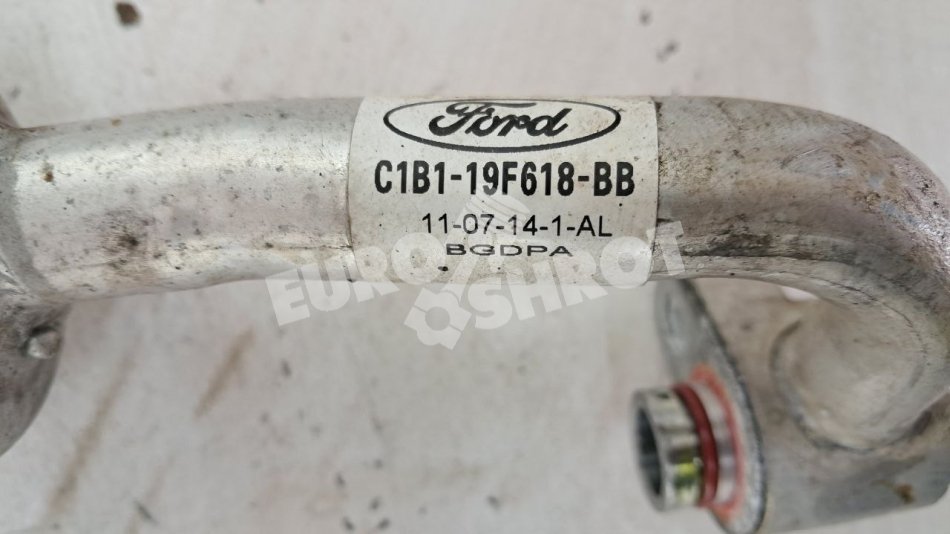 Ford
C1B1-19F618-BB
11-07-14-1-AL
BGDPA
EURO
SHROT